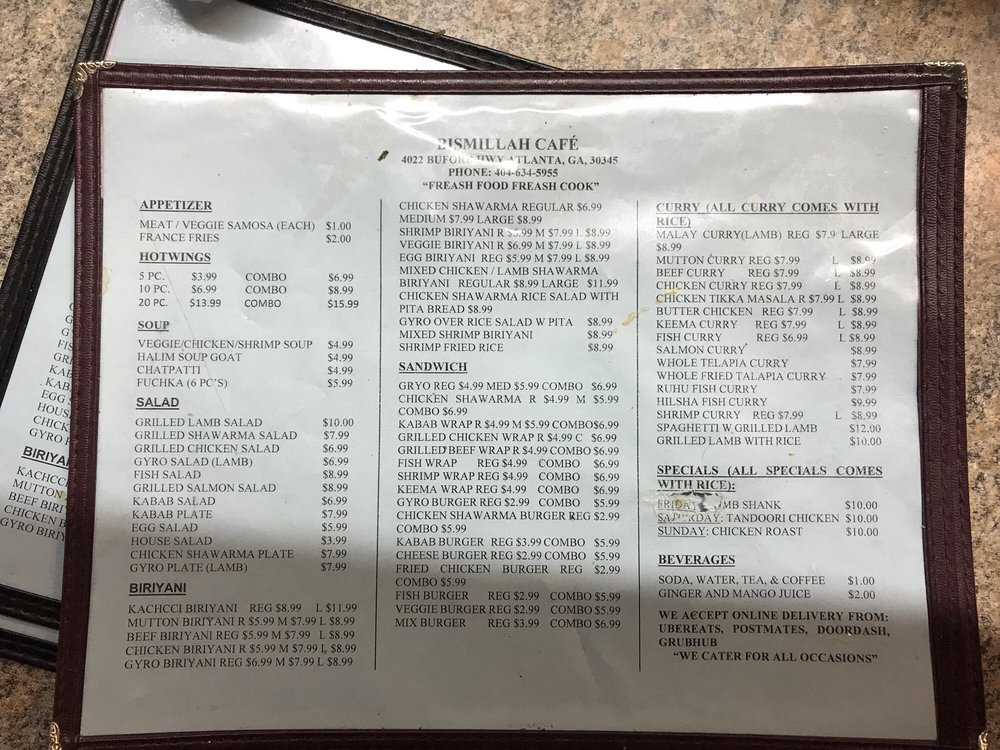 BISMILLAH CAFÉ
4022 BUFORD HWY ATLANTA, GA, 30345
PHONE: 404-634-5955
“FREASH FOOD FREASH COOK”
APPETIZER
MEAT / VEGGIE SAMOSA (EACH) $1.00
FRANCE FRIES $2.00
HOTWINGS
5 PC. $3.99 COMBO $6.99
10 PC. $6.99 COMBO $8.99
20 PC. $13.99 COMBO $15.99
SOUP
VEGGIE/CHICKEN/SHRIMP SOUP $4.99
HALIM SOUP GOAT $4.99
CHATPATTI $4.99
FUCHKA (6 PC'S) $5.99
SALAD
GRILLED LAMB SALAD $10.00
GRILLED SHAWARMA SALAD $7.99
GRILLED CHICKEN SALAD $6.99
GYRO SALAD (LAMB) $6.99
FISH SALAD $8.99
GRILLED SALMON SALAD $8.99
KABAB SALAD $6.99
KABAB PLATE $7.99
EGG SALAD $5.99
HOUSE SALAD $3.99
CHICKEN SHAWARMA PLATE $7.99
GYRO PLATE (LAMB) $7.99
BIRIYANI
KACHCCI BIRIYANI REG $8.99 L $11.99
MUTTON BIRIYANI R $5.99 M $7.99 L $8.99
BEEF BIRIYANI REG $5.99 M $7.99 L $8.99
CHICKEN BIRIYANI R $5.99 M $7.99 L $8.99
GYRO BIRIYANI REG $6.99 M $7.99 L $8.99
CHICKEN SHAWARMA REGULAR $6.99
MEDIUM $7.99 LARGE $8.99
SHRIMP BIRIYANI R $6.99 M $7.99 L $8.99
VEGGIE BIRIYANI R $6.99 M $7.99 L $8.99
EGG BIRIYANI REG $5.99 M $7.99 L $8.99
MIXED CHICKEN / LAMB SHAWARMA
BIRIYANI REGULAR $8.99 LARGE $11.99
CHICKEN SHAWARMA RICE SALAD WITH
PITA BREAD $8.99
GYRO OVER RICE SALAD W PITA $8.99
MIXED SHRIMP BIRIYANI $8.99
SHRIMP FRIED RICE $8.99
SANDWICH
GRYO REG $4.99 MED $5.99 COMBO $6.99
CHICKEN SHAWARMA R $4.99 M $5.99
COMBO $6.99
KABAB WRAP R $4.99 M $5.99 COMBO$6.99
GRILLED CHICKEN WRAP R $4.99 C $6.99
GRILLED BEEF WRAP R $4.99 COMBO $6.99
FISH WRAP REG $4.99 COMBO $6.99
SHRIMP WRAP REG $4.99 COMBO $6.99
KEEMA WRAP REG $4.99 COMBO $6.99
GYRO BURGER REG $2.99 COMBO $5.99
CHICKEN SHAWARMA BURGER REG $2.99
COMBO $5.99
KABAB BURGER REG $3.99 COMBO $5.99
CHEESE BURGER REG $2.99 COMBO $5.99
FRIED CHICKEN BURGER REG $2.99
COMBO $5.99
FISH BURGER REG $2.99 COMBO $5.99
VEGGIE BURGER REG $2.99 COMBO $5.99
MIX BURGER REG $3.99 COMBO $6.99
CURRY (ALL CURRY COMES WITH
RICE)
MALAY CURRY(LAMB) REG $7.9 LARGE
$8.99
MUTTON CURRY REG $7.99 L $8.99
BEEF CURRY REG $7.99 L $8.99
CHICKEN CURRY REG $7.99 L $8.99
CHICKEN TIKKA MASALA R $7.99 L $8.99
BUTTER CHICKEN REG $7.99 L $8.99
KEEMA CURRY REG $7.99 L $8.99
FISH CURRY REG $6.99 L $8.99
SALMON CURRY $8.99
WHOLE TELAPIA CURRY $7.99
WHOLE FRIED TALAPIA CURRY $7.99
RUHU FISH CURRY $7.99
HILSHA FISH CURRY $9.99
SHRIMP CURRY REG $7.99 L $8.99
SPAGHETTI W GRILLED LAMB $12.00
GRILLED LAMB WITH RICE $10.00
SPECIALS (ALL SPECIALS COMES
WITH RICE):
FRIDAY SHANK $10.00
SATURDAY: TANDOORI CHICKEN $10.00
SUNDAY: CHICKEN ROAST $10.00
BEVERAGES
SODA, WATER, TEA, & COFFEE $1.00
GINGER AND MANGO JUICE $2.00
WE ACCEPT ONLINE DELIVERY FROM:
UBEREATS, POSTMATES, DOORDASH,
GRUBHUB
“WE CATER FOR ALL OCCASIONS”